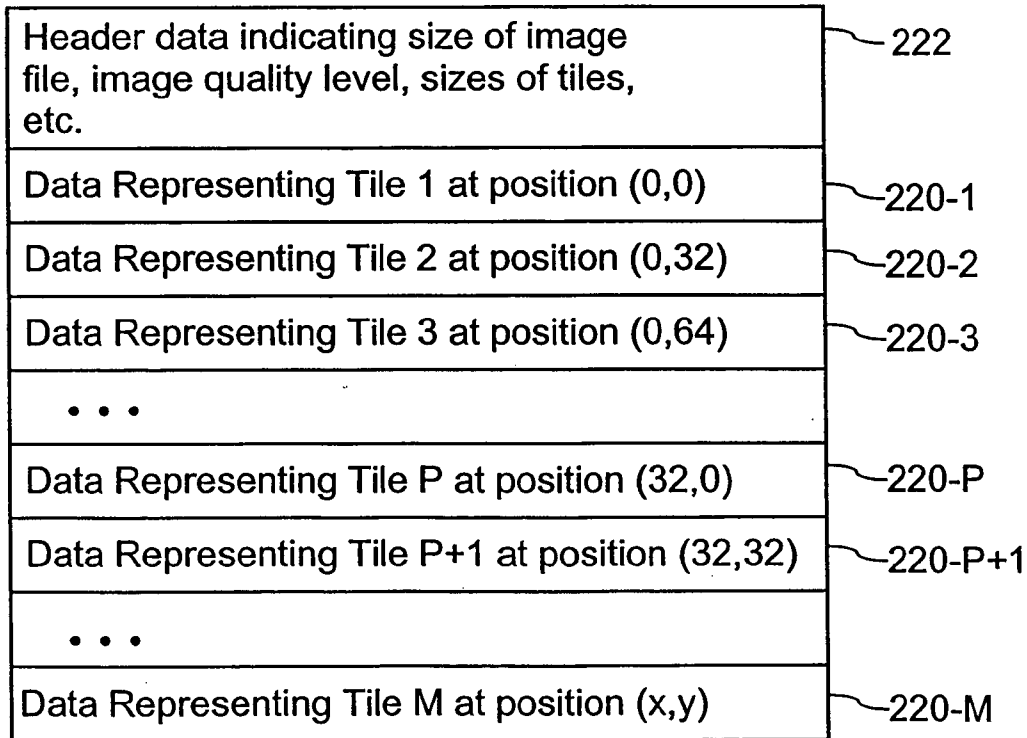 Header data indicating size of image
file, image quality level, sizes of tiles,
etc.
222
Data Representing Tile 1 at position (0,0)
220-1
Data Representing Tile 2 at position (0,32)
220-2
Data Representing Tile 3 at position (0,64)
220-3
• • •
Data Representing Tile P at position (32,0)
220-P
Data Representing Tile P+1 at position (32,32)
220-P+1
• • •
Data Representing Tile M at position (x,y)
220-M